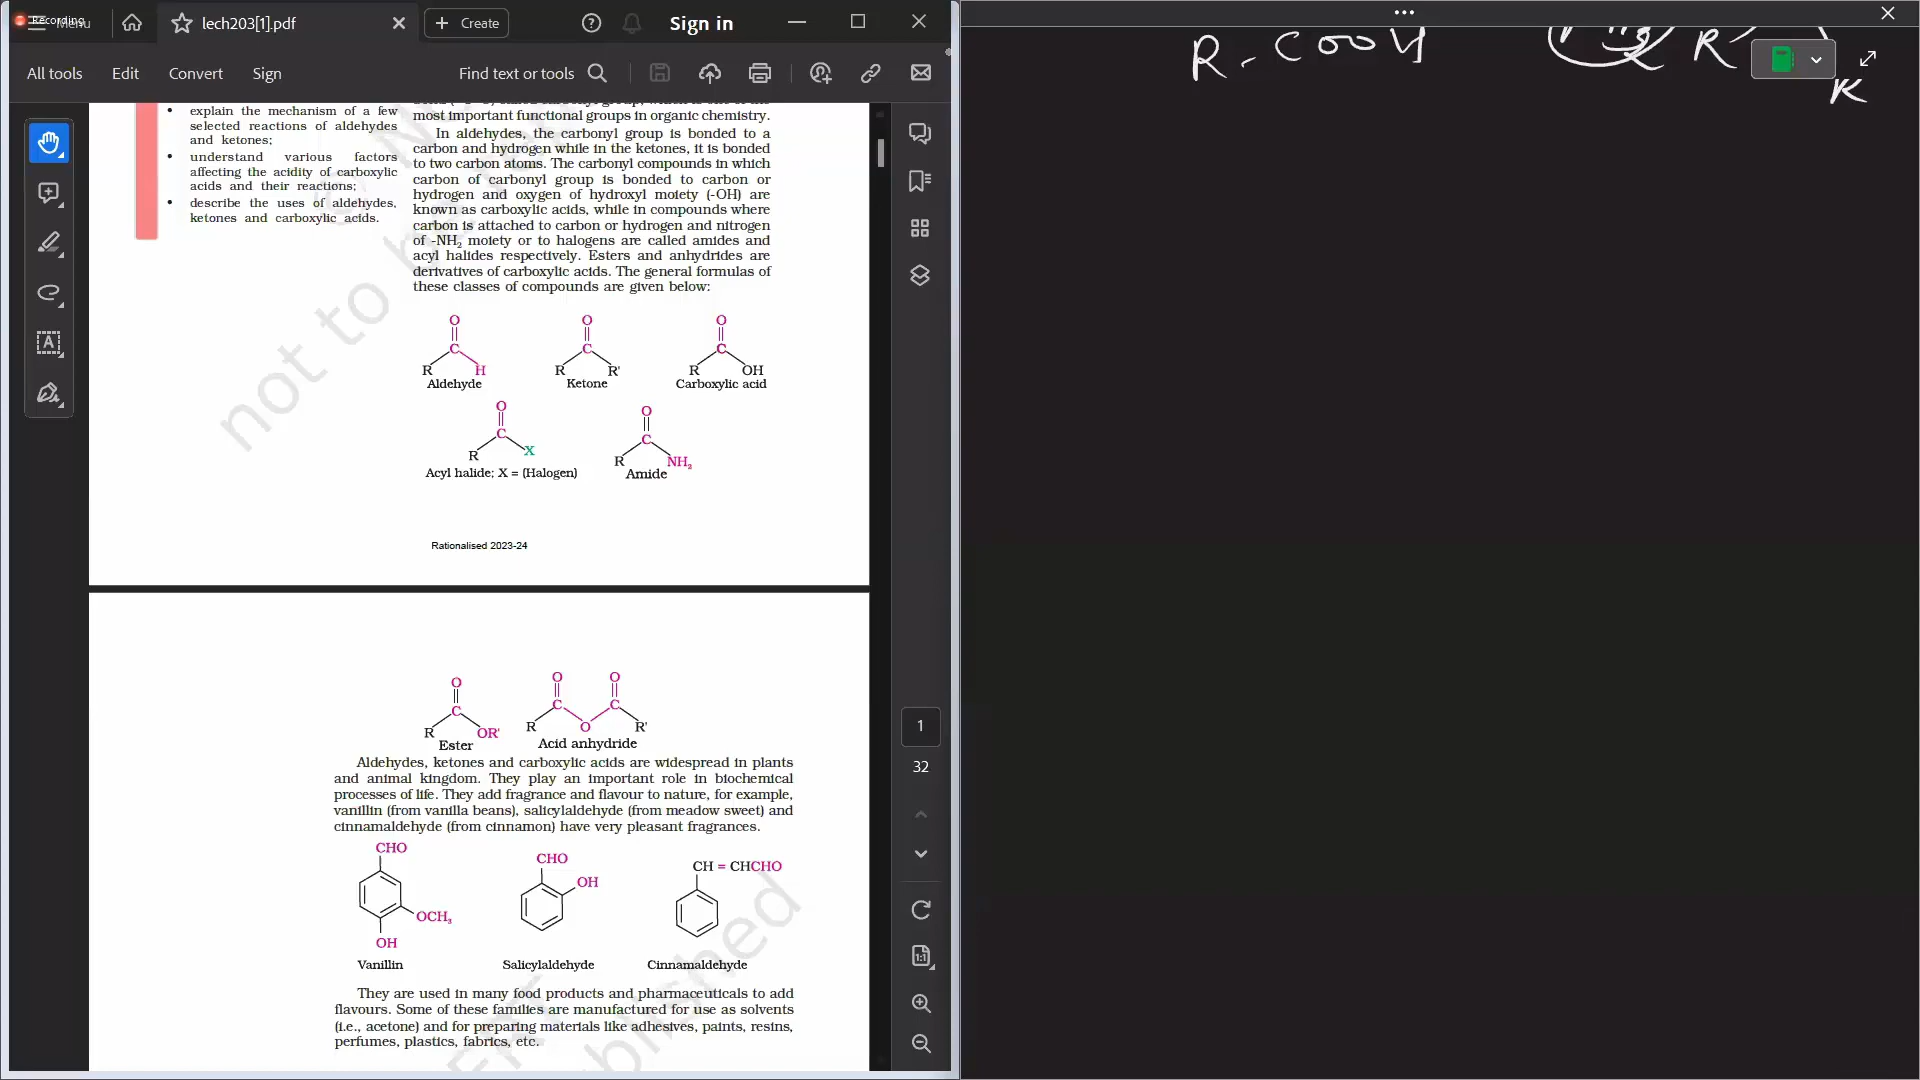 Recording
Menu
lech203[1].pdf
Create
Sign in
All tools
Edit
Convert
Sign
Find text or tools
explain the mechanism of a few
selected reactions of aldehydes
and ketones;
understand various factors
affecting the acidity of carboxylic
acids and their reactions;
describe the uses of aldehydes,
ketones and carboxylic acids.
most important functional groups in organic chemistry.
In aldehydes, the carbonyl group is bonded to a
carbon and hydrogen while in the ketones, it is bonded
to two carbon atoms. The carbonyl compounds in which
carbon of carbonyl group is bonded to carbon or
hydrogen and oxygen of hydroxyl moiety (-OH) are
known as carboxylic acids, while in compounds where
carbon is attached to carbon or hydrogen and nitrogen
of -NH₂ moiety or to halogens are called amides and
acyl halides respectively. Esters and anhydrides are
derivatives of carboxylic acids. The general formulas of
these classes of compounds are given below:
O O O
C C C
R H R R' R OH
Aldehyde Ketone Carboxylic acid
O O
C C
R X R NH₂
Acyl halide; X = (Halogen) Amide
not to
Rationalised 2023-24
O O O
C C C
R OR' R O R'
Ester Acid anhydride
Aldehydes, ketones and carboxylic acids are widespread in plants
and animal kingdom. They play an important role in biochemical
processes of life. They add fragrance and flavour to nature, for example,
vanillin (from vanilla beans), salicylaldehyde (from meadow sweet) and
cinnamaldehyde (from cinnamon) have very pleasant fragrances.
CHO CHO CH = CHCHO
OH
OCH₃
OH
Vanillin Salicylaldehyde Cinnamaldehyde
They are used in many food products and pharmaceuticals to add
flavours. Some of these families are manufactured for use as solvents
(i.e., acetone) and for preparing materials like adhesives, paints, resins,
perfumes, plastics, fabrics, etc.
1
32
1:1
R - COOH
R
R